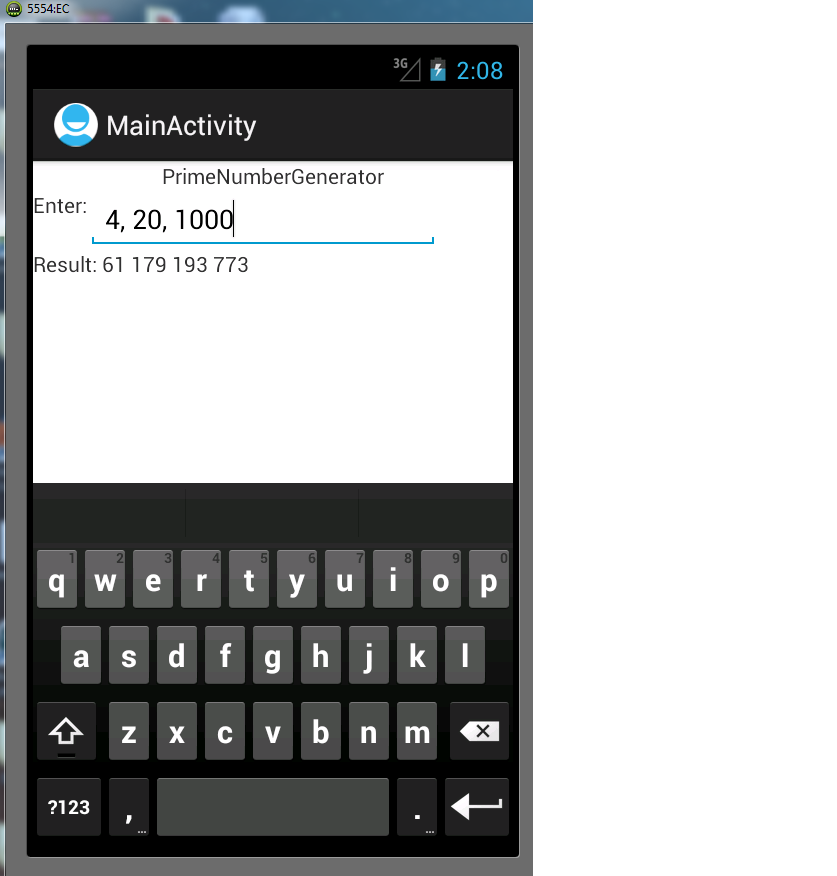 5554:EC
3G 2:08
MainActivity
PrimeNumberGenerator
Enter: 4, 20, 1000
Result: 61 179 193 773
1 2 3 4 5 6 7 8 9 0
q w e r t y u i o p
a s d f g h j k l
z x c v b n m
?123 , ... . ...